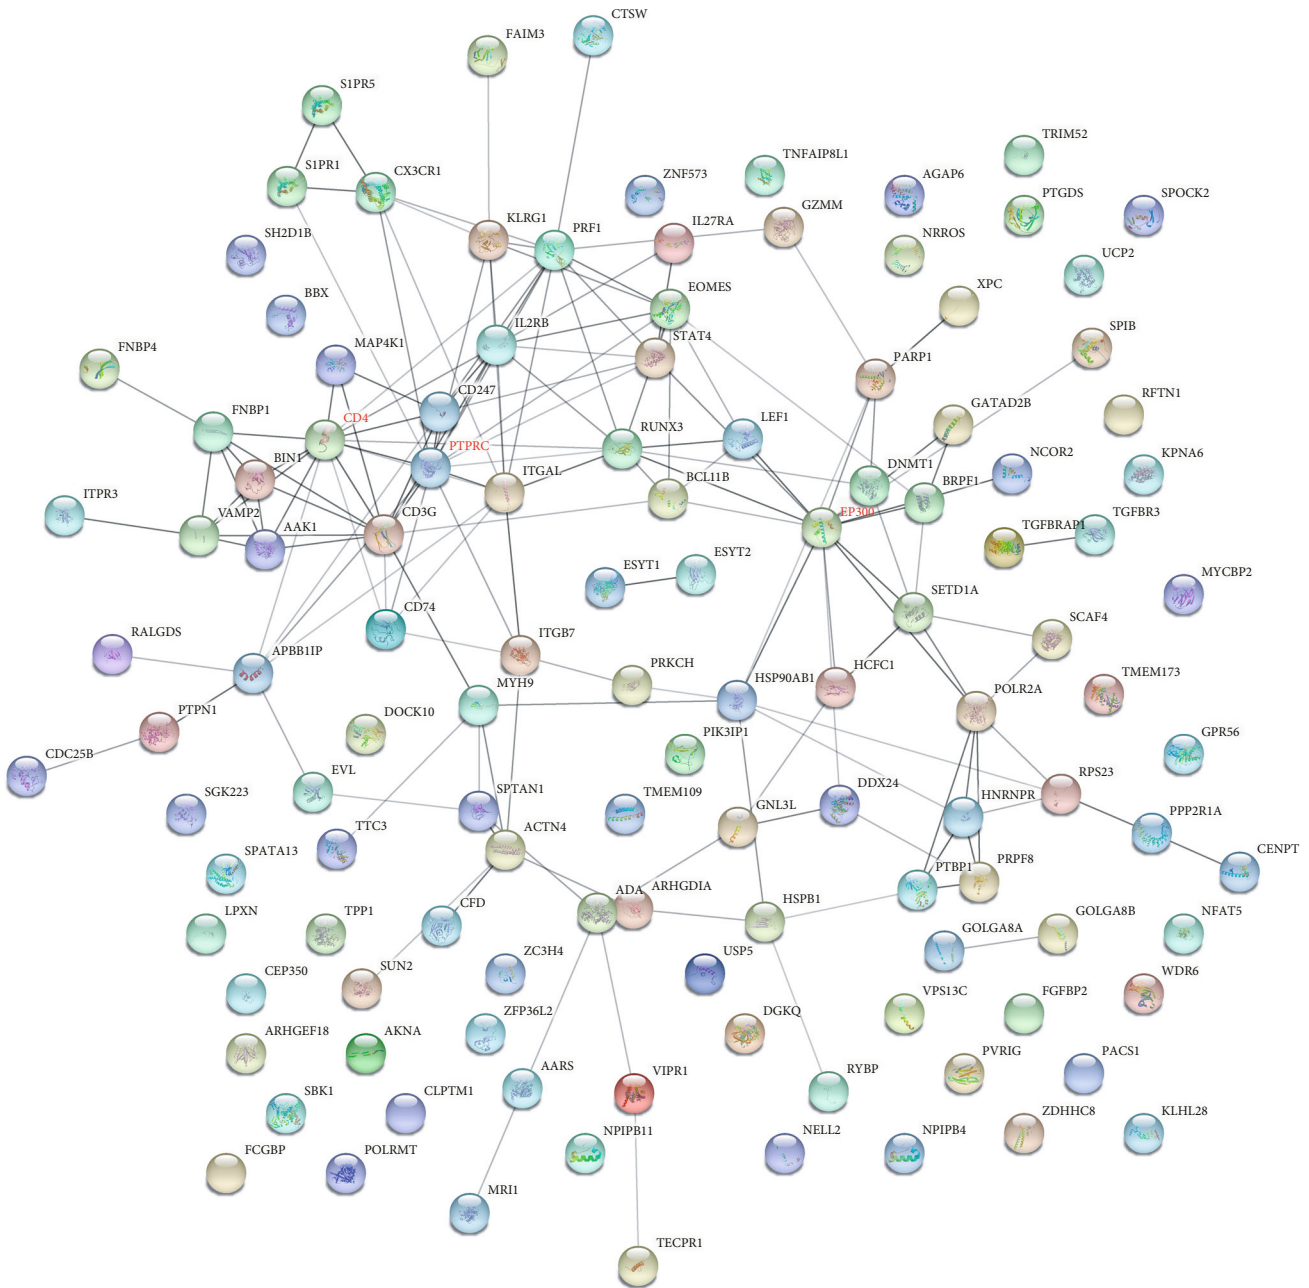 CTSW
FAIM3
S1PR5
TRIM52
TNFAIP8L1
S1PR1
CX3CR1
ZNF573
AGAP6
PTGDS
SPOCK2
GZMM
KLRG1
PRF1
IL27RA
SH2D1B
NRROS
UCP2
XPC
BBX
EOMES
IL2RB
STAT4
SPIB
FNBP4
MAP4K1
PARP1
CD247
GATAD2B
RFTN1
FNBP1
CD4
LEF1
PTPRC
RUNX3
BIN1
ITGAL
BCL11B
DNMT1
BRPF1
NCOR2
KPNA6
ITPR3
VAMP2
AAK1
CD3G
EP300
TGFBRAP1
TGFBR3
ESYT1
ESYT2
MYCBP2
SETD1A
CD74
SCAF4
RALGDS
APBB1IP
ITGB7
PRKCH
HSP90AB1
HCFC1
TMEM173
MYH9
POLR2A
PTPN1
DOCK10
PIK3IP1
GPR56
CDC25B
EVL
SGK223
SPTAN1
TMEM109
DDX24
HNRNPR
RPS23
GNL3L
PPP2R1A
TTC3
ACTN4
SPATA13
CENPT
PTBP1
PRPF8
ADA
ARHGDIA
HSPB1
LPXN
TPP1
CFD
GOLGA8A
GOLGA8B
NFAT5
ZC3H4
USP5
CEP350
SUN2
WDR6
VPS13C
FGFBP2
ZFP36L2
DGKQ
ARHGEF18
AKNA
PVRIG
PACS1
AARS
VIPR1
RYBP
SBK1
CLPTM1
ZDHHC8
KLHL28
NPIPB11
NELL2
NPIPB4
FCGBP
POLRMT
MRI1
TECPR1